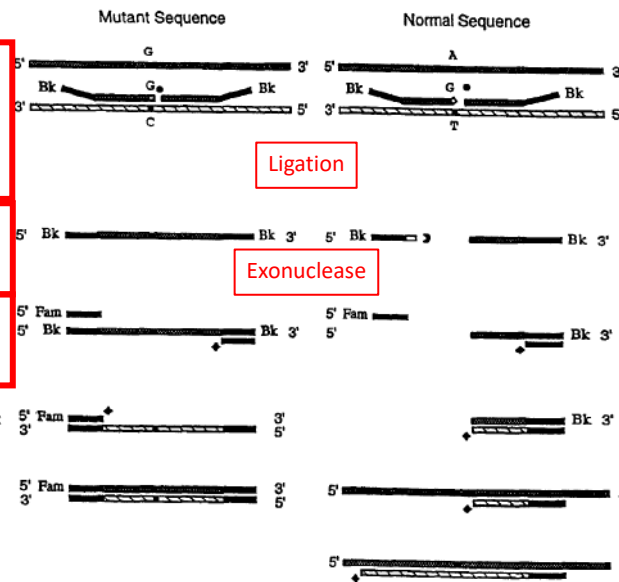 Mutant Sequence Normal Sequence
G A
5' 3' 5' 3'
Bk G Bk Bk G Bk
3' 5' 3' 5'
C T
Ligation
5' Bk Bk 3' 5' Bk Bk 3'
Exonuclease
5' Fam 5' Fam
5' Bk Bk 3' 5' Bk 3'
5' Fam 3' Bk 3'
3' 5'
5' Fam 3' 5'
3' 5'
5'